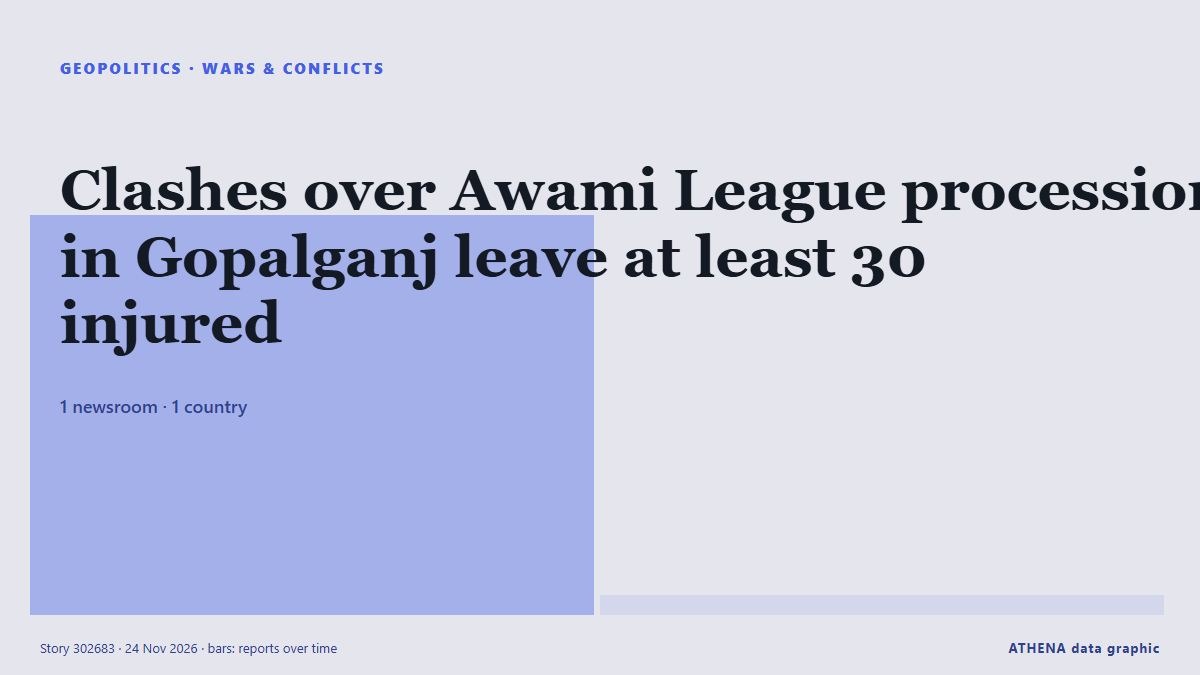 GEOPOLITICS · WARS & CONFLICTS
Clashes over Awami League procession
in Gopalganj leave at least 30
injured
1 newsroom · 1 country
Story 302683 · 24 Nov 2026 · bars: reports over time
ATHENA data graphic